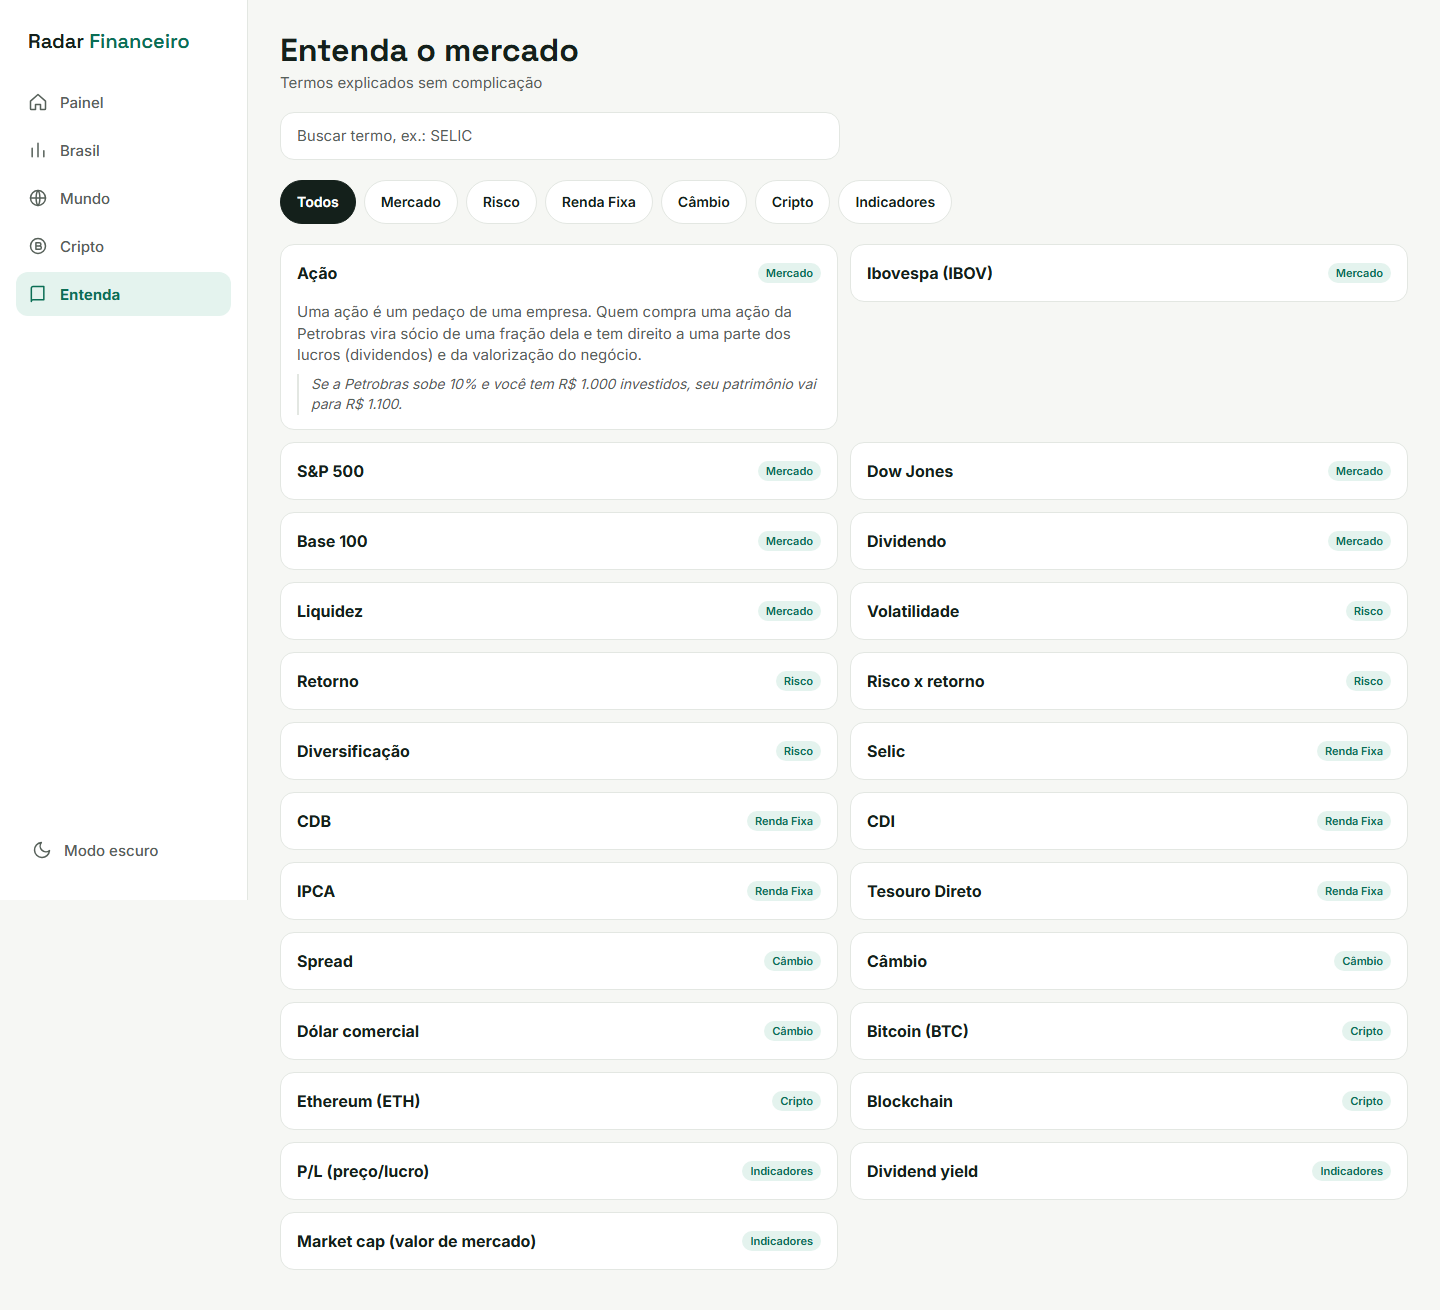 Radar Financeiro
Painel
Brasil
Mundo
Cripto
Entenda
Modo escuro
Entenda o mercado
Termos explicados sem complicação
Buscar termo, ex.: SELIC
Todos
Mercado
Risco
Renda Fixa
Câmbio
Cripto
Indicadores
Ação
Mercado
Uma ação é um pedaço de uma empresa. Quem compra uma ação da
Petrobras vira sócio de uma fração dela e tem direito a uma parte dos
lucros (dividendos) e da valorização do negócio.
Se a Petrobras sobe 10% e você tem R$ 1.000 investidos, seu patrimônio vai
para R$ 1.100.
Ibovespa (IBOV)
Mercado
S&P 500
Mercado
Dow Jones
Mercado
Base 100
Mercado
Dividendo
Mercado
Liquidez
Mercado
Volatilidade
Risco
Retorno
Risco
Risco x retorno
Risco
Diversificação
Risco
Selic
Renda Fixa
CDB
Renda Fixa
CDI
Renda Fixa
IPCA
Renda Fixa
Tesouro Direto
Renda Fixa
Spread
Câmbio
Câmbio
Câmbio
Dólar comercial
Câmbio
Bitcoin (BTC)
Cripto
Ethereum (ETH)
Cripto
Blockchain
Cripto
P/L (preço/lucro)
Indicadores
Dividend yield
Indicadores
Market cap (valor de mercado)
Indicadores